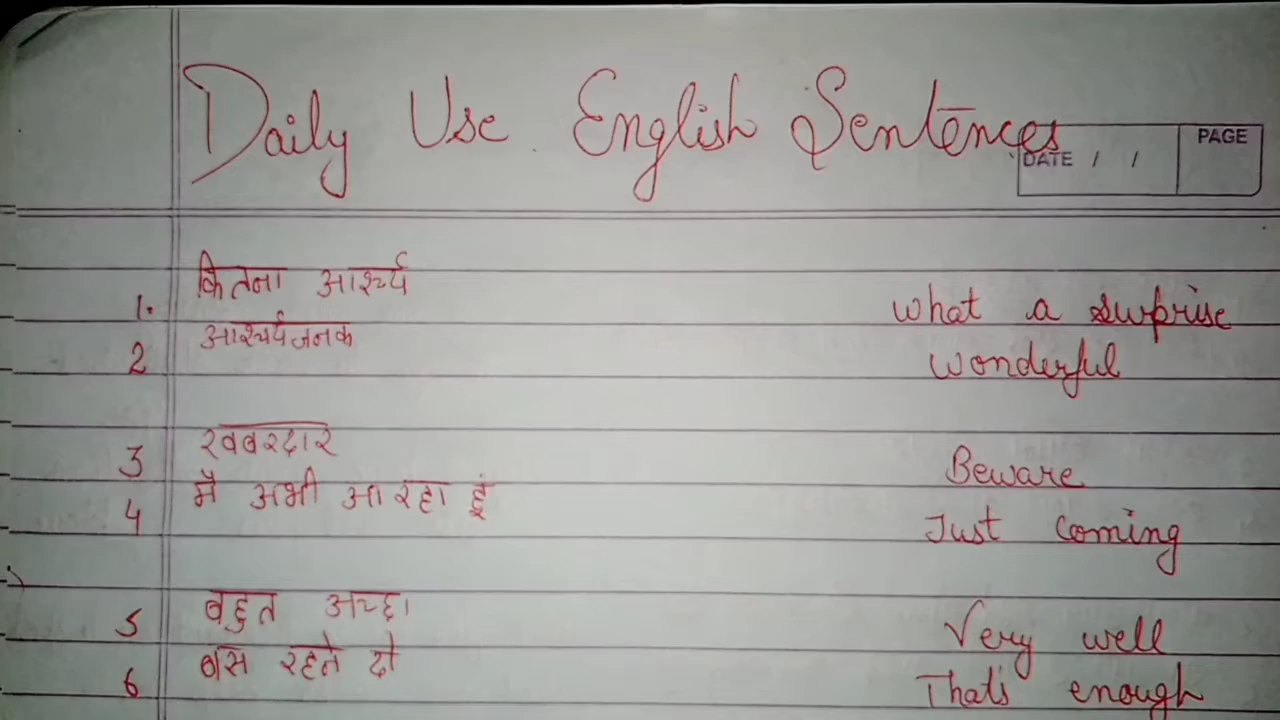 Daily Use English Sentences
DATE / / PAGE
1. कितना आश्चर्य What a surprise
2 आश्चर्यजनक Wonderful
3 खबरदार Beware
4 मै अभी आ रहा हूं Just coming
5 बहुत अच्छा Very well
6 बस रहने दो That's enough